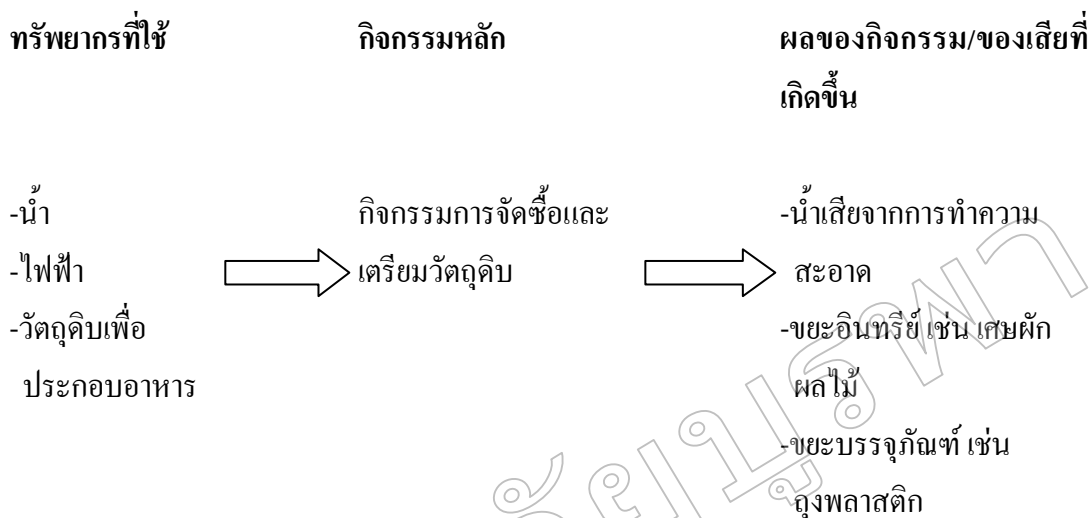 ทรัพยากรที่ใช้
กิจกรรมหลัก
ผลของกิจกรรม/ของเสียที่
เกิดขึ้น
-น้ำ
-ไฟฟ้า
-วัตถุดิบเพื่อ
ประกอบอาหาร
กิจกรรมการจัดซื้อและ
เตรียมวัตถุดิบ
-น้ำเสียจากการทำความ
สะอาด
-ขยะอินทรีย์ เช่น เศษผัก
ผลไม้
-ขยะบรรจุภัณฑ์ เช่น
ถุงพลาสติก
ัยบูรพา